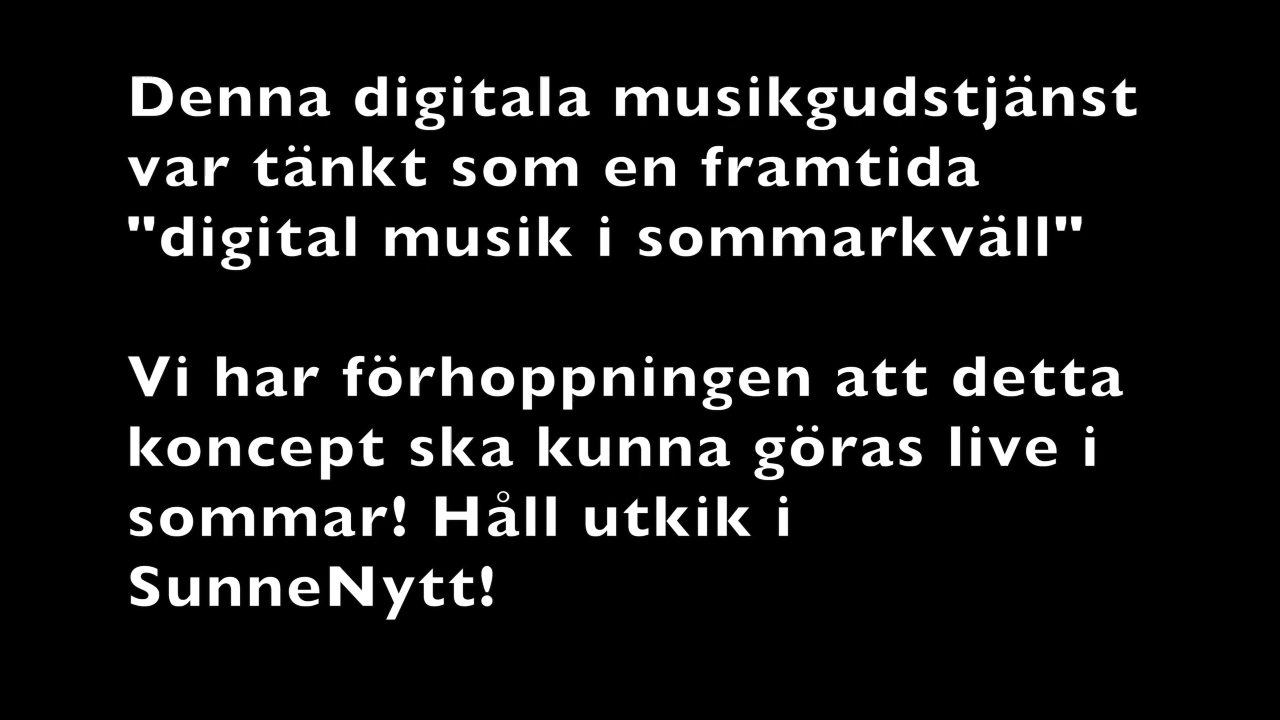 Denna digitala musikgudstjänst
var tänkt som en framtida
"digital musik i sommarkväll"
Vi har förhoppningen att detta
koncept ska kunna göras live i
sommar! Håll utkik i
SunneNytt!